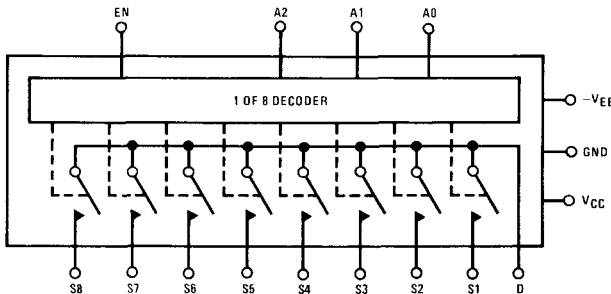 EN A2 A1 A0
1 OF 8 DECODER
-VEE
GND
VCC
S8 S7 S6 S5 S4 S3 S2 S1 D